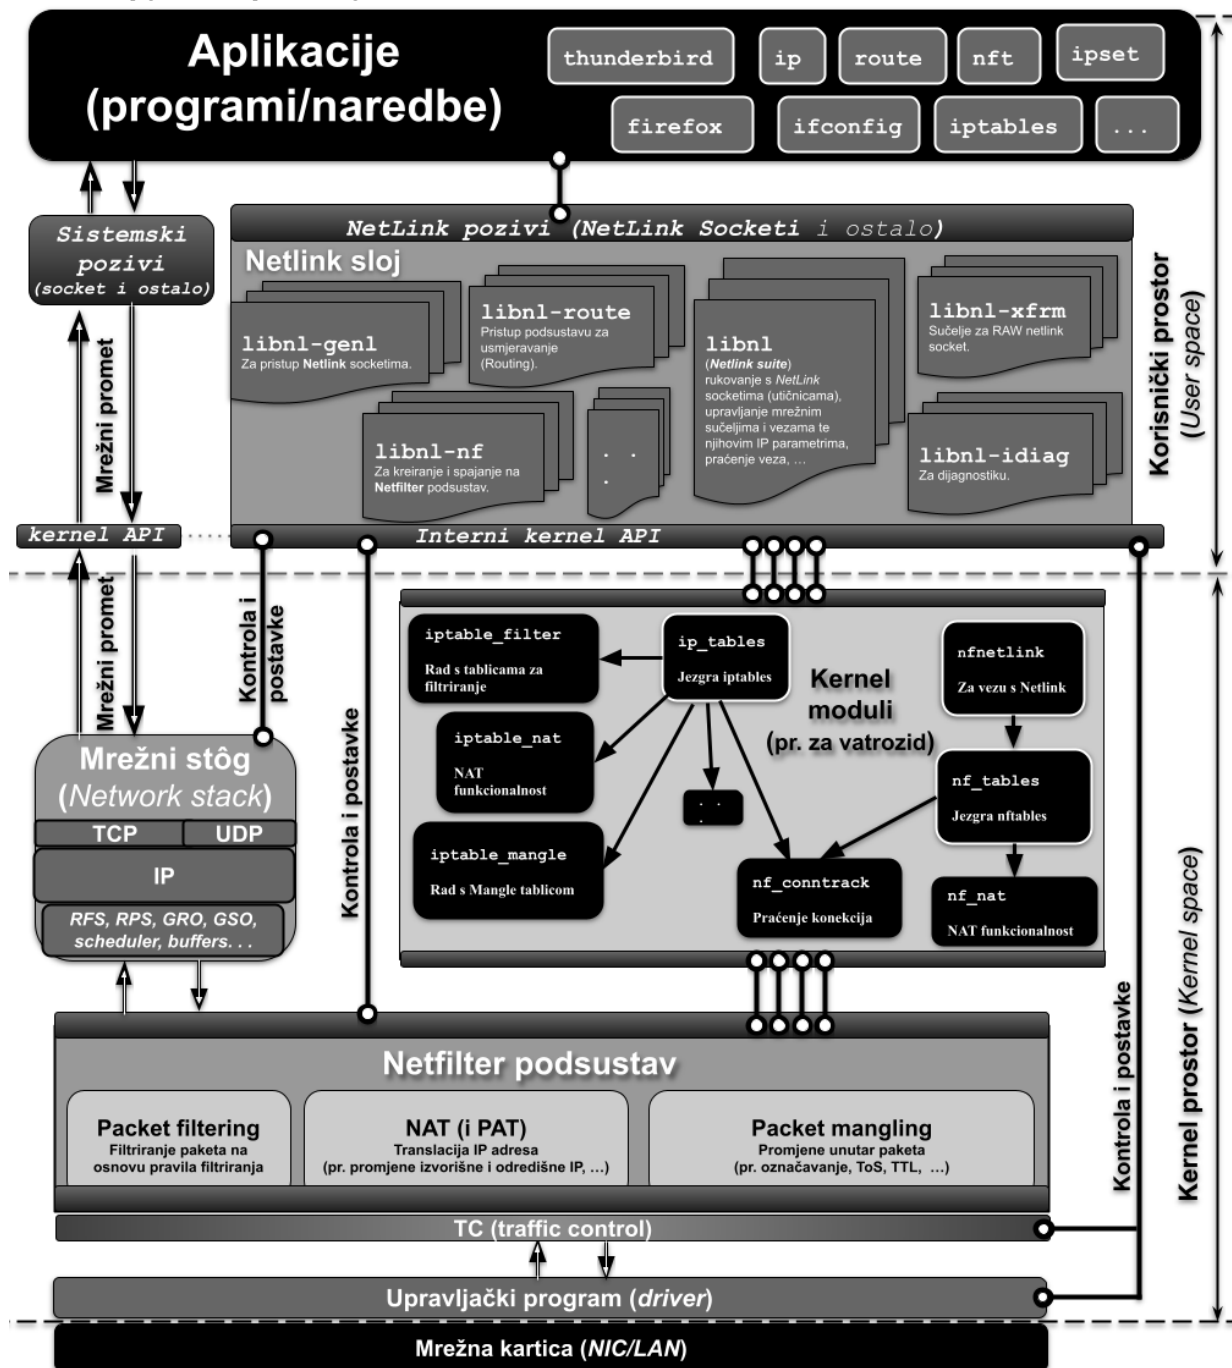 Aplikacije
(programi/naredbe)
thunderbird
ip
route
nft
ipset
firefox
ifconfig
iptables
...
Sistemski
pozivi
(socket i ostalo)
NetLink pozivi (NetLink Socketi i ostalo)
Netlink sloj
libnl-genl
Za pristup Netlink socketima.
libnl-route
Pristup podsustavu za
usmjeravanje
(Routing).
libnl
(Netlink suite)
rukovanje s NetLink
socketima (utičnicama),
upravljanje mrežnim
sučeljima i vezama te
njihovim IP parametrima,
praćenje veza, ...
libnl-xfrm
Sučelje za RAW netlink
socket.
libnl-nf
Za kreiranje i spajanje na
Netfilter podsustav.
. .
.
libnl-idiag
Za dijagnostiku.
Mrežni promet
Korisnički prostor
(User space)
kernel API
Interni kernel API
Mrežni promet
Kontrola i
postavke
Kontrola i postavke
iptable_filter
Rad s tablicama za
filtriranje
ip_tables
Jezgra iptables
nfnetlink
Za vezu s Netlink
Kernel
moduli
(pr. za vatrozid)
iptable_nat
NAT
funkcionalnost
. .
.
nf_tables
Jezgra nftables
iptable_mangle
Rad s Mangle tablicom
nf_conntrack
Praćenje konekcija
nf_nat
NAT funkcionalnost
Mrežni stôg
(Network stack)
TCP
UDP
IP
RFS, RPS, GRO, GSO,
scheduler, buffers. . .
Kontrola i postavke
Kernel prostor (Kernel space)
Netfilter podsustav
Packet filtering
Filtriranje paketa na
osnovu pravila filtriranja
NAT (i PAT)
Translacija IP adresa
(pr. promjene izvorišne i odredišne IP, ...)
Packet mangling
Promjene unutar paketa
(pr. označavanje, ToS, TTL, ...)
TC (traffic control)
Upravljački program (driver)
Mrežna kartica (NIC/LAN)